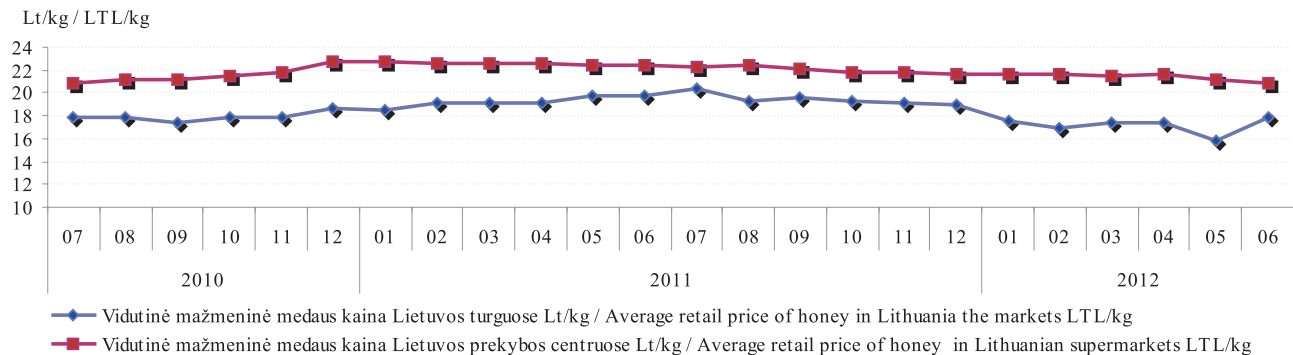 Lt/kg / LTL/kg
24
22
20
18
16
14
12
10
07 08 09 10 11 12 01 02 03 04 05 06 07 08 09 10 11 12 01 02 03 04 05 06
2010 2011 2012
Vidutinė mažmeninė medaus kaina Lietuvos turguose Lt/kg / Average retail price of honey in Lithuania the markets LTL/kg
Vidutinė mažmeninė medaus kaina Lietuvos prekybos centruose Lt/kg / Average retail price of honey in Lithuanian supermarkets LTL/kg